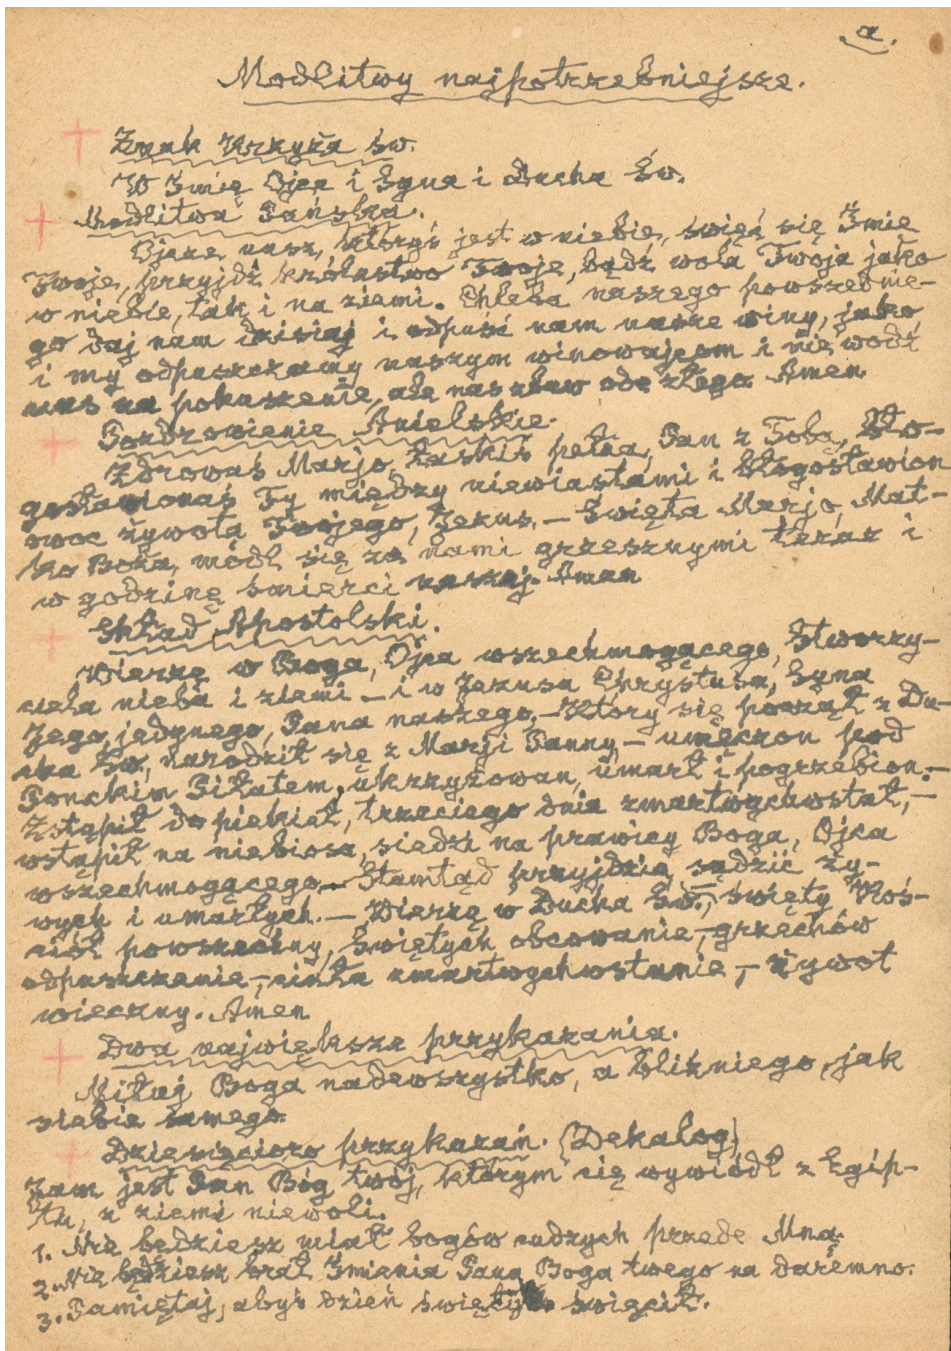 a.
Modlitwy najpotrzebniejsze.
Znak Krzyża św.
W Imię Ojca i Syna i Ducha Św.
Modlitwa Pańska.
Ojcze nasz, któryś jest w niebie, święć się Imię
Twoje, przyjdź królestwo Twoje, bądź wola Twoja jako
w niebie, tak i na ziemi. Chleba naszego powszednie-
go daj nam dzisiaj i odpuść nam nasze winy, jako
i my odpuszczamy naszym winowajcom i nie wódź
nas na pokuszenie, ale nas zbaw ode złego. Amen.
Pozdrowienie Anielskie.
Zdrowaś Marjo, łaskiś pełna, Pan z Tobą, Bło-
gosławionaś Ty między niewiastami i błogosławion
owoc żywota Twojego, Jezus. — Święta Marjo, Mat-
ko Boża, módl się za nami grzesznymi teraz i
w godzinę śmierci naszej. Amen
Skład Apostolski.
Wierzę w Boga, Ojca wszechmogącego, Stworzy-
ciela nieba i ziemi — i w Jezusa Chrystusa, Syna
Jego jedynego, Pana naszego, — Który się począł z Du-
cha Św., narodził się z Marji Panny — umęczon pod
Ponckim Piłatem, ukrzyżowan, umarł i pogrzebion. —
Zstąpił do piekieł, trzeciego dnia zmartwychwstał, —
wstąpił na niebiosa, siedzi na prawicy Boga, Ojca
wszechmogącego. — Stamtąd przyjdzie sądzić ży-
wych i umarłych. — Wierzę w Ducha Św., święty Koś-
ciół powszechny, Świętych obcowanie, — grzechów
odpuszczenie, — ciała zmartwychwstanie, — żywot
wieczny. Amen
Dwa największe przykazania.
Miłuj Boga nadewszystko, a bliźniego, jak
siebie samego.
Dziesięcioro przykazań. (Dekalog)
Jam jest Pan Bóg twój, którym cię wywiódł z Egip-
tu, z ziemi niewoli.
1. Nie będziesz miał bogów cudzych przede Mną.
2. Nie będziesz brał Imienia Pana Boga twego na daremno.
3. Pamiętaj, abyś dzień święty święcił.